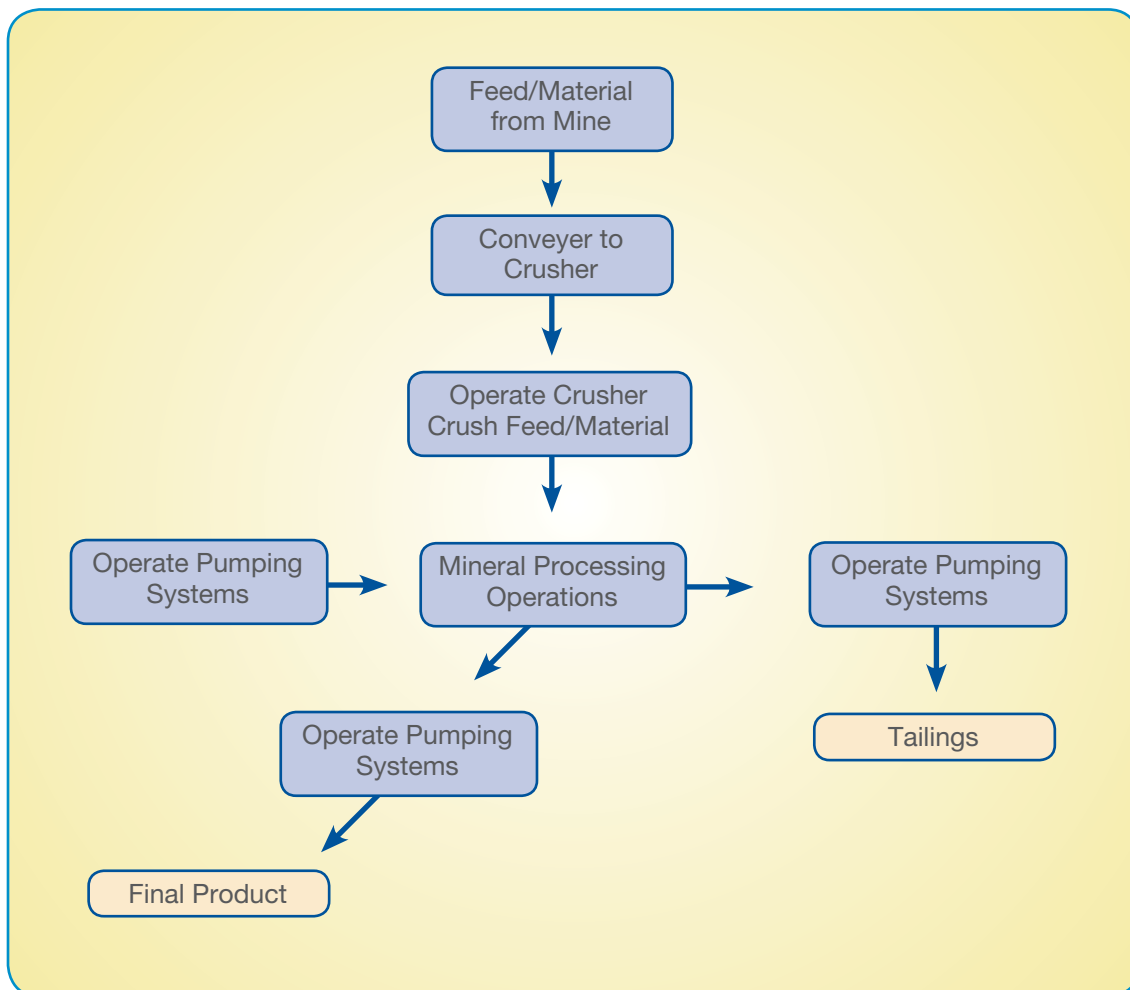 Feed/Material
from Mine
Conveyer to
Crusher
Operate Crusher
Crush Feed/Material
Operate Pumping
Systems
Mineral Processing
Operations
Operate Pumping
Systems
Operate Pumping
Systems
Tailings
Final Product